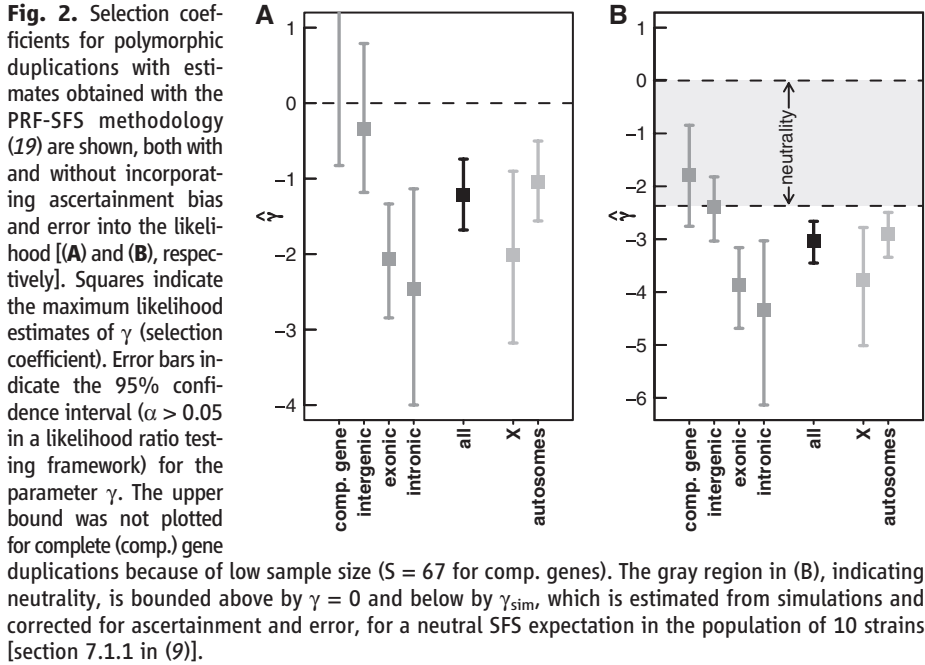 Fig. 2. Selection coef-
ficients for polymorphic
duplications with esti-
mates obtained with the
PRF-SFS methodology
(19) are shown, both with
and without incorporat-
ing ascertainment bias
and error into the likeli-
hood [(A) and (B), respec-
tively]. Squares indicate
the maximum likelihood
estimates of γ (selection
coefficient). Error bars in-
dicate the 95% confi-
dence interval (α > 0.05
in a likelihood ratio test-
ing framework) for the
parameter γ. The upper
bound was not plotted
for complete (comp.) gene
duplications because of low sample size (S = 67 for comp. genes). The gray region in (B), indicating
neutrality, is bounded above by γ = 0 and below by γsim, which is estimated from simulations and
corrected for ascertainment and error, for a neutral SFS expectation in the population of 10 strains
[section 7.1.1 in (9)].
A
1
0
−1
−2
−3
−4
γ̂
comp. gene
intergenic
exonic
intronic
all
X
autosomes
B
1
0
−1
−2
−3
−4
−5
−6
γ̂
neutrality
comp. gene
intergenic
exonic
intronic
all
X
autosomes